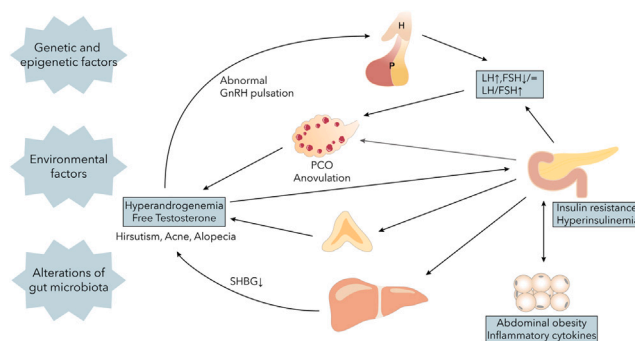 Genetic and
epigenetic factors
Environmental
factors
Alterations of
gut microbiota
H
P
Abnormal
GnRH pulsation
LH↑,FSH↓/=
LH/FSH↑
PCO
Anovulation
Hyperandrogenemia
Free Testosterone
Hirsutism, Acne, Alopecia
Insulin resistance
Hyperinsulinemia
SHBG↓
Abdominal obesity
Inflammatory cytokines